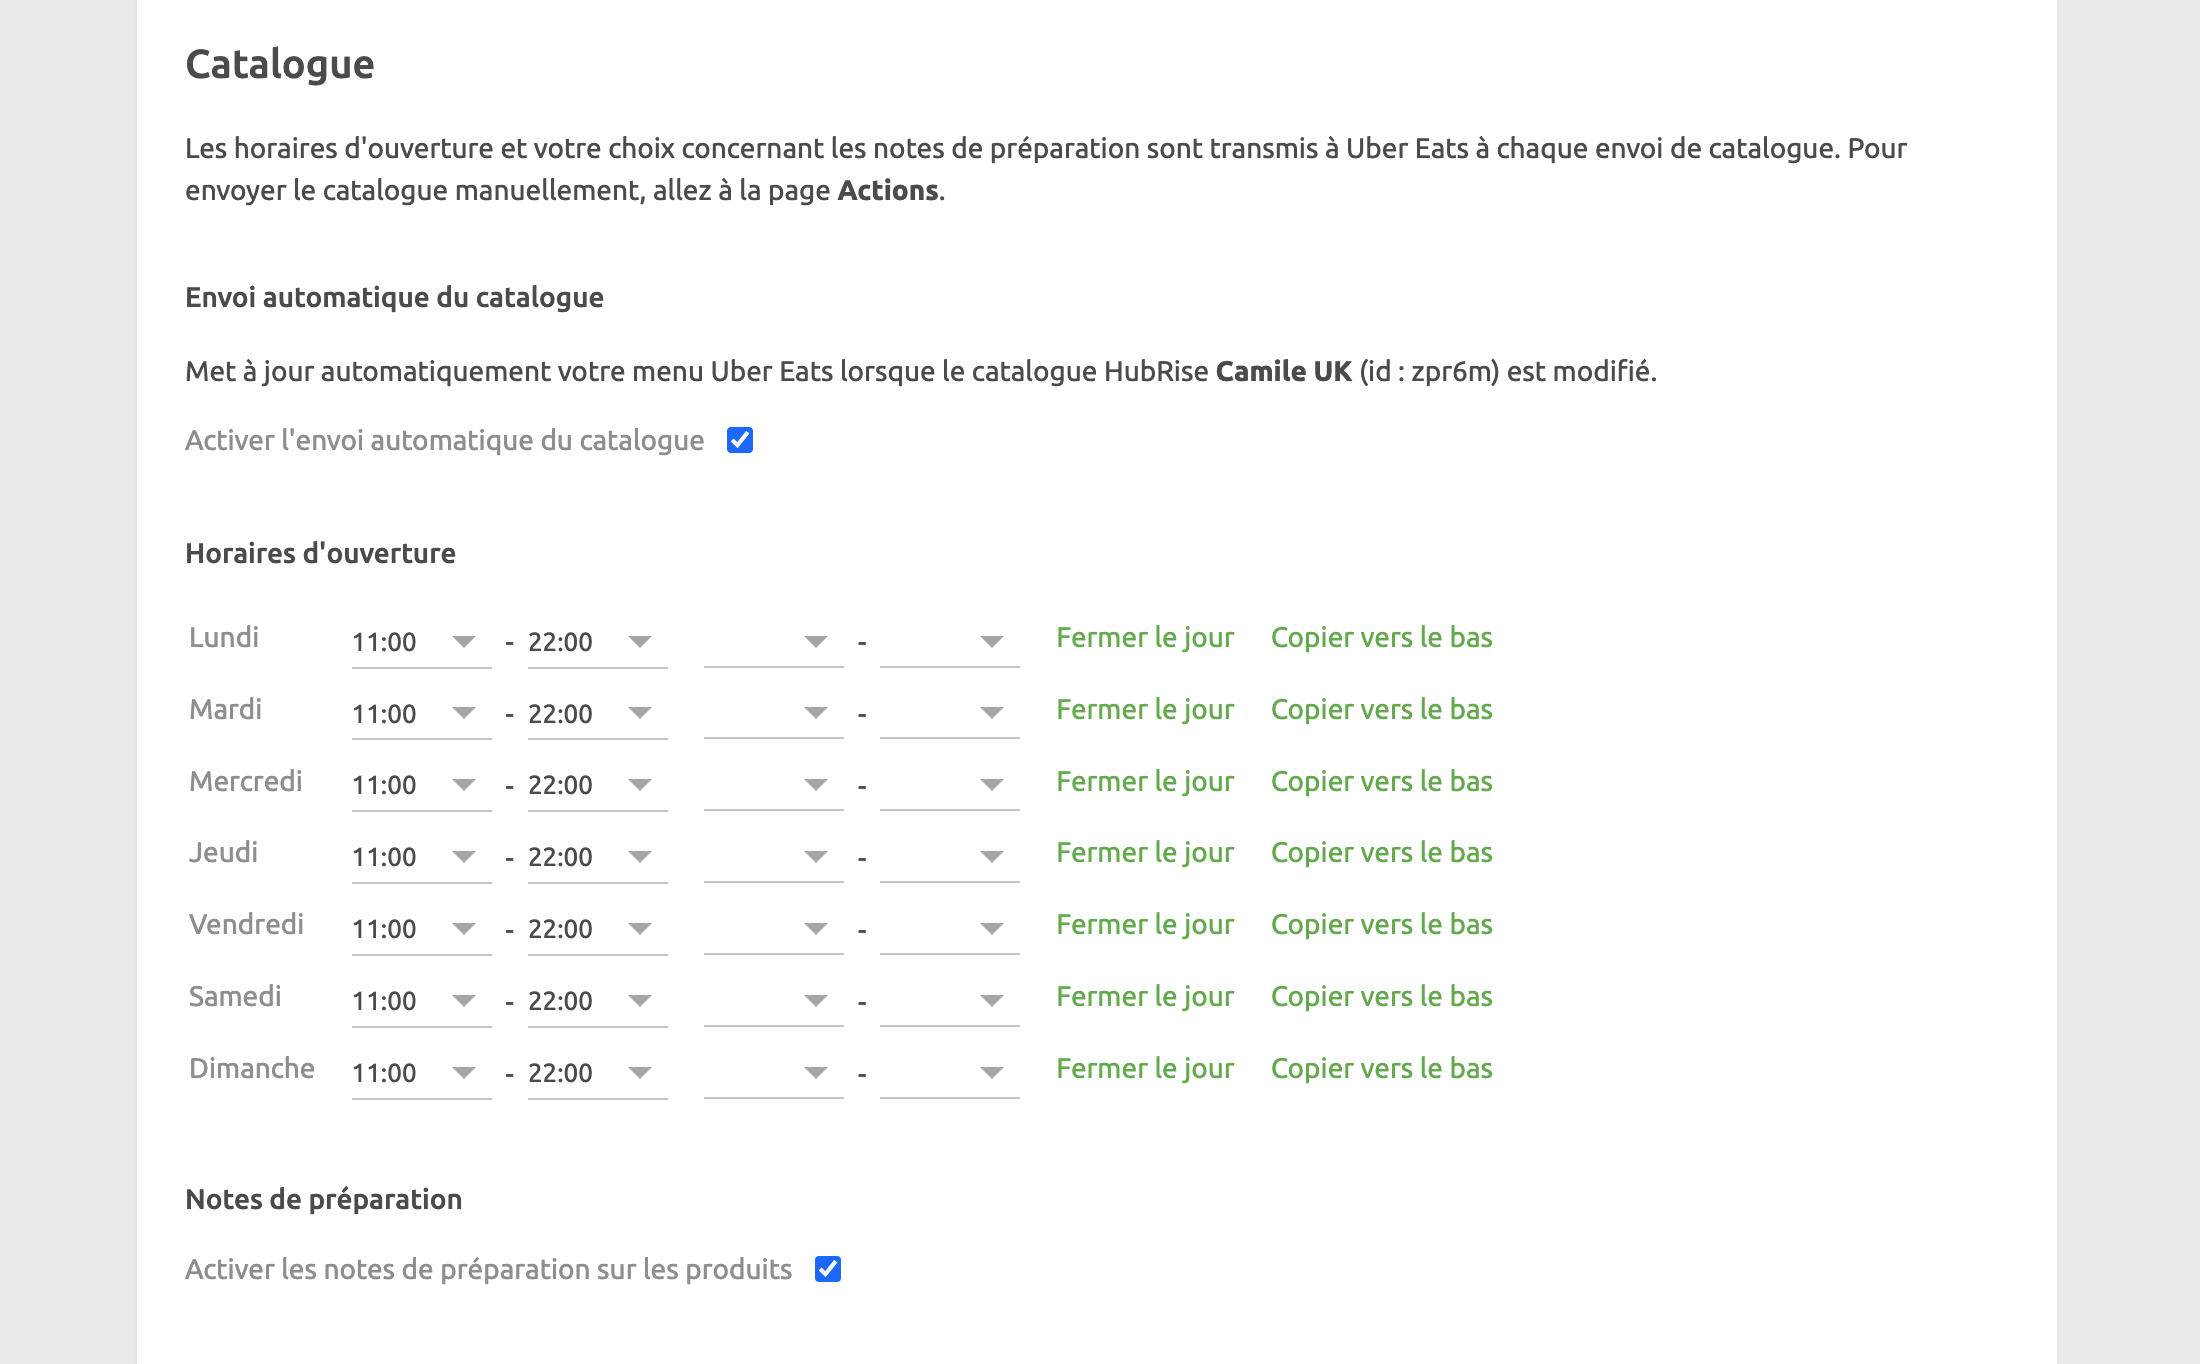 Catalogue
Les horaires d'ouverture et votre choix concernant les notes de préparation sont transmis à Uber Eats à chaque envoi de catalogue. Pour
envoyer le catalogue manuellement, allez à la page Actions.
Envoi automatique du catalogue
Met à jour automatiquement votre menu Uber Eats lorsque le catalogue HubRise Camile UK (id : zpr6m) est modifié.
Activer l'envoi automatique du catalogue
Horaires d'ouverture
Lundi 11:00 - 22:00 - Fermer le jour Copier vers le bas
Mardi 11:00 - 22:00 - Fermer le jour Copier vers le bas
Mercredi 11:00 - 22:00 - Fermer le jour Copier vers le bas
Jeudi 11:00 - 22:00 - Fermer le jour Copier vers le bas
Vendredi 11:00 - 22:00 - Fermer le jour Copier vers le bas
Samedi 11:00 - 22:00 - Fermer le jour Copier vers le bas
Dimanche 11:00 - 22:00 - Fermer le jour Copier vers le bas
Notes de préparation
Activer les notes de préparation sur les produits